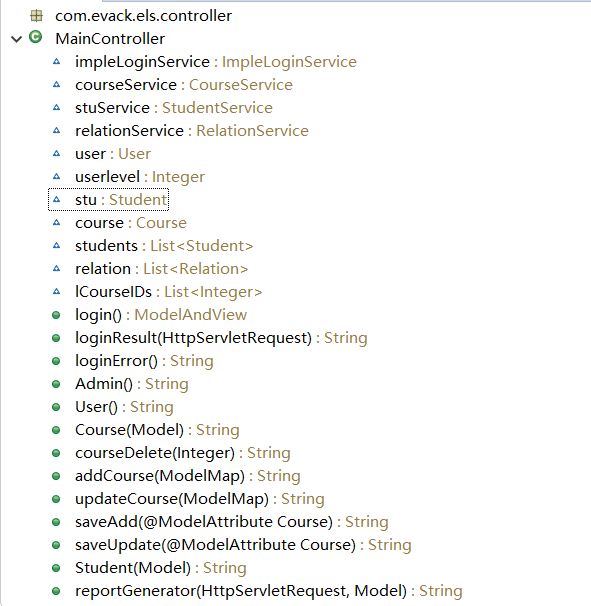 com.evack.els.controller
MainController
impleLoginService : ImpleLoginService
courseService : CourseService
stuService : StudentService
relationService : RelationService
user : User
userlevel : Integer
stu : Student
course : Course
students : List<Student>
relation : List<Relation>
lCourseIDs : List<Integer>
login() : ModelAndView
loginResult(HttpServletRequest) : String
loginError() : String
Admin() : String
User() : String
Course(Model) : String
courseDelete(Integer) : String
addCourse(ModelMap) : String
updateCourse(ModelMap) : String
saveAdd(@ModelAttribute Course) : String
saveUpdate(@ModelAttribute Course) : String
Student(Model) : String
reportGenerator(HttpServletRequest, Model) : String